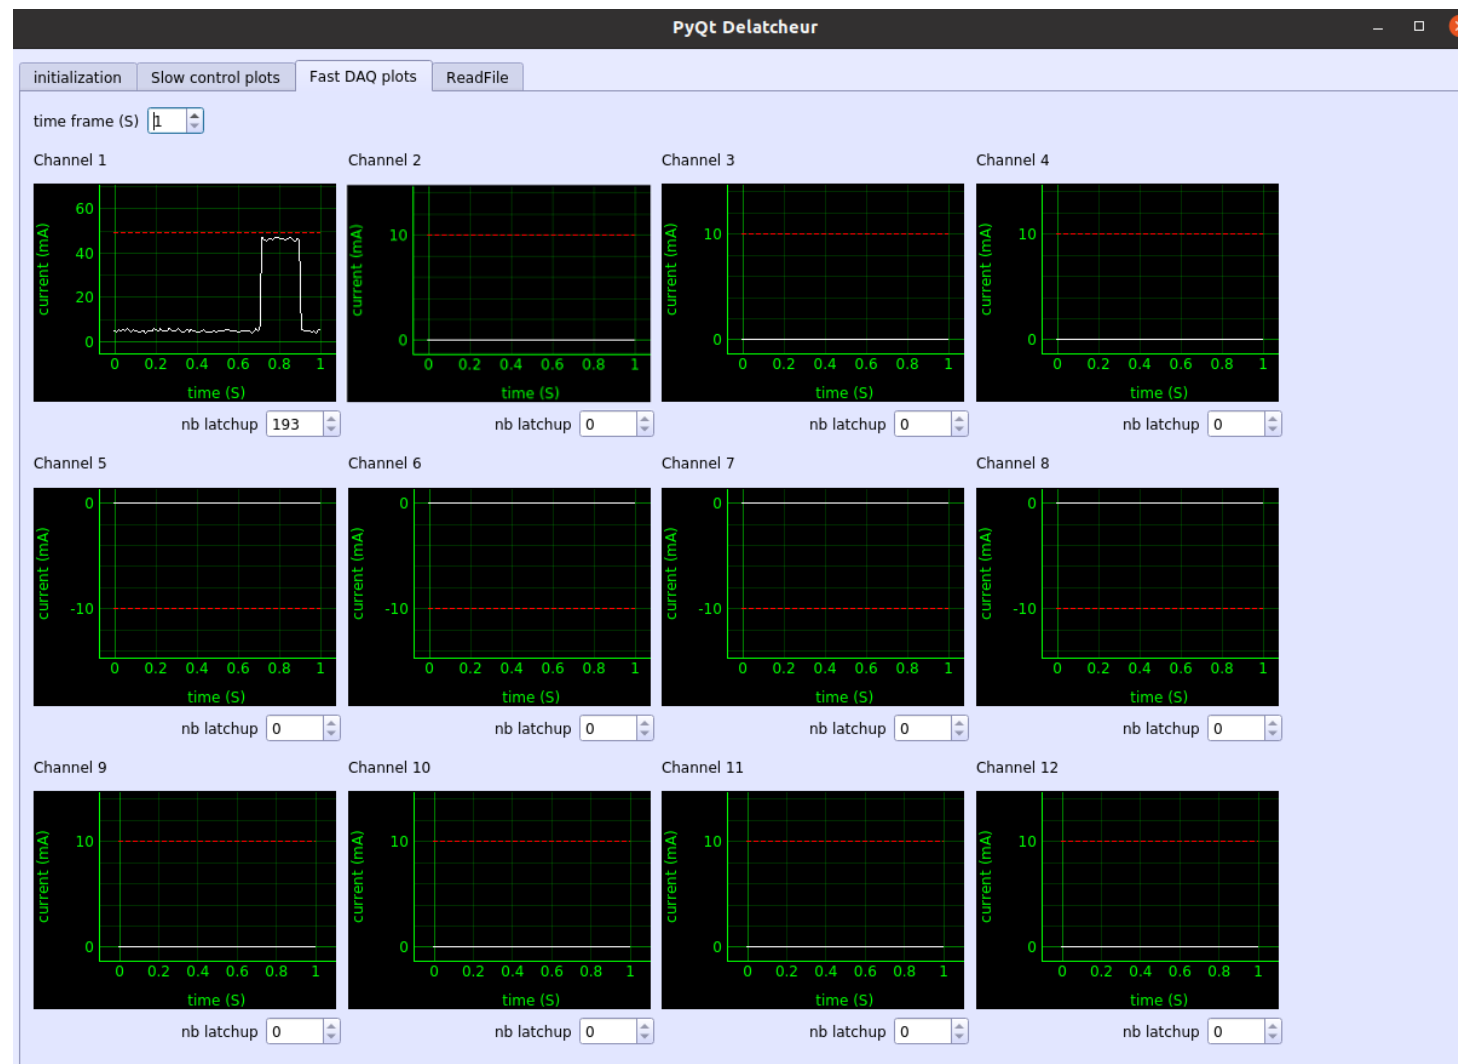 PyQt Delatcheur
initialization Slow control plots Fast DAQ plots ReadFile
time frame (S) 1
Channel 1 Channel 2 Channel 3 Channel 4
60
40
20
0
current (mA)
0 0.2 0.4 0.6 0.8 1
time (S)
10
0
current (mA)
0 0.2 0.4 0.6 0.8 1
time (S)
10
0
current (mA)
0 0.2 0.4 0.6 0.8 1
time (S)
10
0
current (mA)
0 0.2 0.4 0.6 0.8 1
time (S)
nb latchup 193 nb latchup 0 nb latchup 0 nb latchup 0
Channel 5 Channel 6 Channel 7 Channel 8
0
-10
current (mA)
0 0.2 0.4 0.6 0.8 1
time (S)
0
-10
current (mA)
0 0.2 0.4 0.6 0.8 1
time (S)
0
-10
current (mA)
0 0.2 0.4 0.6 0.8 1
time (S)
0
-10
current (mA)
0 0.2 0.4 0.6 0.8 1
time (S)
nb latchup 0 nb latchup 0 nb latchup 0 nb latchup 0
Channel 9 Channel 10 Channel 11 Channel 12
10
0
current (mA)
0 0.2 0.4 0.6 0.8 1
time (S)
10
0
current (mA)
0 0.2 0.4 0.6 0.8 1
time (S)
10
0
current (mA)
0 0.2 0.4 0.6 0.8 1
time (S)
10
0
current (mA)
0 0.2 0.4 0.6 0.8 1
time (S)
nb latchup 0 nb latchup 0 nb latchup 0 nb latchup 0